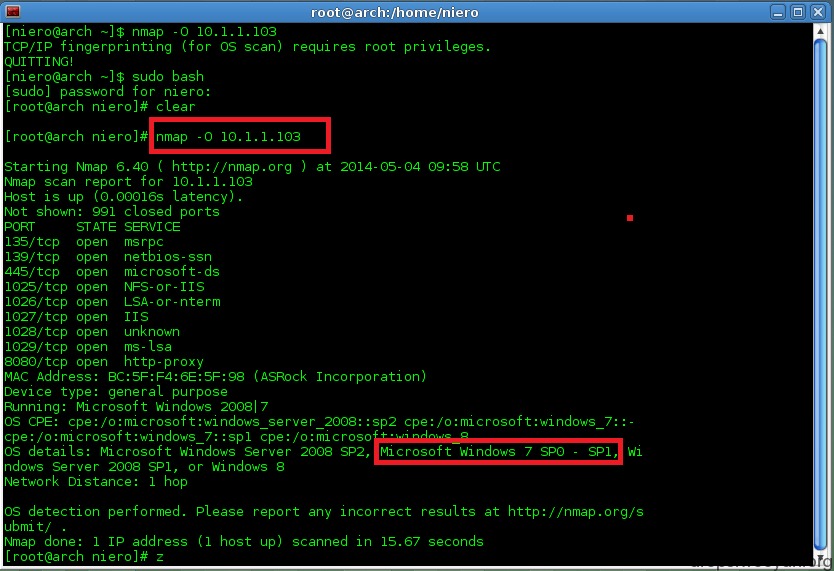 root@arch:/home/niero
[niero@arch ~]$ nmap -O 10.1.1.103
TCP/IP fingerprinting (for OS scan) requires root privileges.
QUITTING!
[niero@arch ~]$ sudo bash
[sudo] password for niero:
[root@arch niero]# clear
[root@arch niero]# nmap -O 10.1.1.103
Starting Nmap 6.40 ( http://nmap.org ) at 2014-05-04 09:58 UTC
Nmap scan report for 10.1.1.103
Host is up (0.00016s latency).
Not shown: 991 closed ports
PORT     STATE SERVICE
135/tcp  open  msrpc
139/tcp  open  netbios-ssn
445/tcp  open  microsoft-ds
1025/tcp open  NFS-or-IIS
1026/tcp open  LSA-or-nterm
1027/tcp open  IIS
1028/tcp open  unknown
1029/tcp open  ms-lsa
8080/tcp open  http-proxy
MAC Address: BC:5F:F4:6E:5F:98 (ASRock Incorporation)
Device type: general purpose
Running: Microsoft Windows 2008|7
OS CPE: cpe:/o:microsoft:windows_server_2008::sp2 cpe:/o:microsoft:windows_7::-
cpe:/o:microsoft:windows_7::sp1 cpe:/o:microsoft:windows_8
OS details: Microsoft Windows Server 2008 SP2, Microsoft Windows 7 SP0 - SP1, Wi
ndows Server 2008 SP1, or Windows 8
Network Distance: 1 hop
OS detection performed. Please report any incorrect results at http://nmap.org/s
ubmit/ .
Nmap done: 1 IP address (1 host up) scanned in 15.67 seconds
[root@arch niero]# z